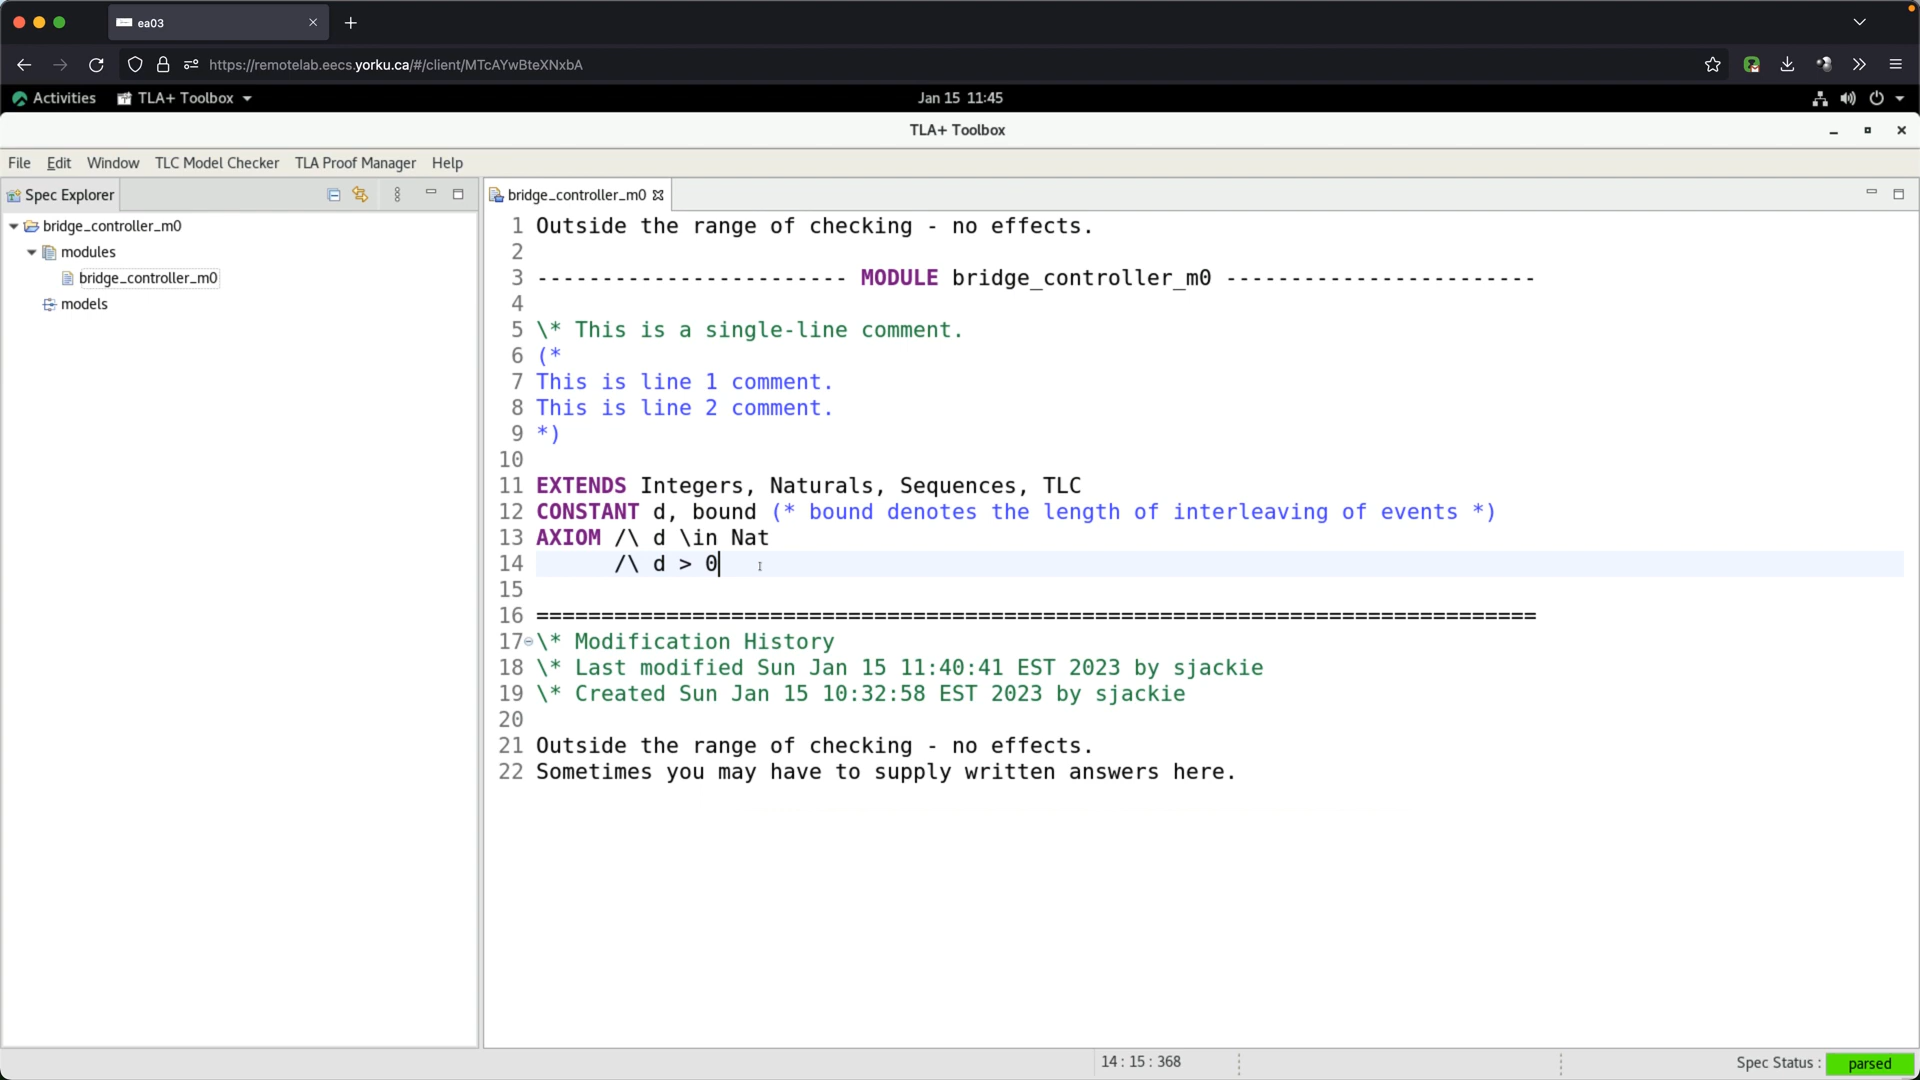 ea03
https://remotelab.eecs.yorku.ca/#/client/MTcAYwBteXNxbA
Activities TLA+ Toolbox Jan 15 11:45
TLA+ Toolbox
File Edit Window TLC Model Checker TLA Proof Manager Help
Spec Explorer
bridge_controller_m0
modules
bridge_controller_m0
models
bridge_controller_m0
1 Outside the range of checking - no effects.
2
3 ------------------------ MODULE bridge_controller_m0 ------------------------
4
5 \* This is a single-line comment.
6 (*
7 This is line 1 comment.
8 This is line 2 comment.
9 *)
10
11 EXTENDS Integers, Naturals, Sequences, TLC
12 CONSTANT d, bound (* bound denotes the length of interleaving of events *)
13 AXIOM /\ d \in Nat
14 /\ d > 0
15
16 =============================================================================
17 \* Modification History
18 \* Last modified Sun Jan 15 11:40:41 EST 2023 by sjackie
19 \* Created Sun Jan 15 10:32:58 EST 2023 by sjackie
20
21 Outside the range of checking - no effects.
22 Sometimes you may have to supply written answers here.
14 : 15 : 368
Spec Status : parsed